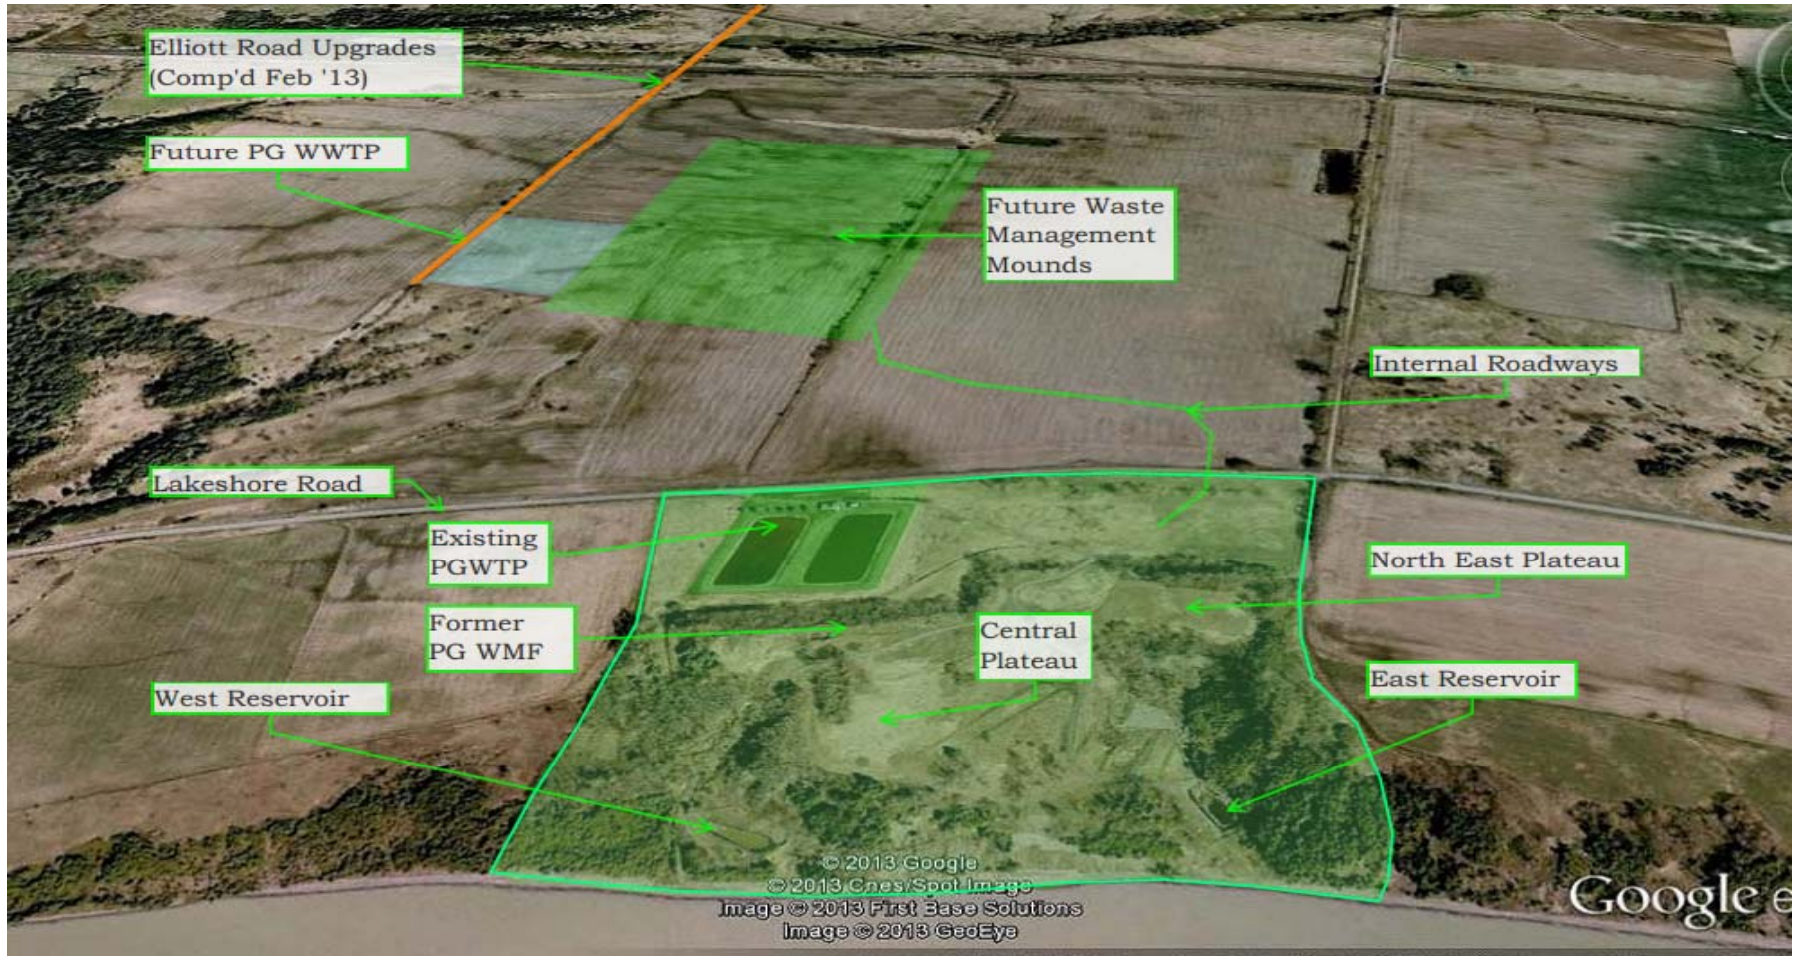 Elliott Road Upgrades
(Comp'd Feb '13)
Future PG WWTP
Future Waste
Management
Mounds
Internal Roadways
Lakeshore Road
Existing
PGWTP
North East Plateau
Former
PG WMF
Central
Plateau
East Reservoir
West Reservoir
© 2013 Google
© 2013 Cnes/Spot Image
Image © 2013 First Base Solutions
Image © 2013 GeoEye
Google e